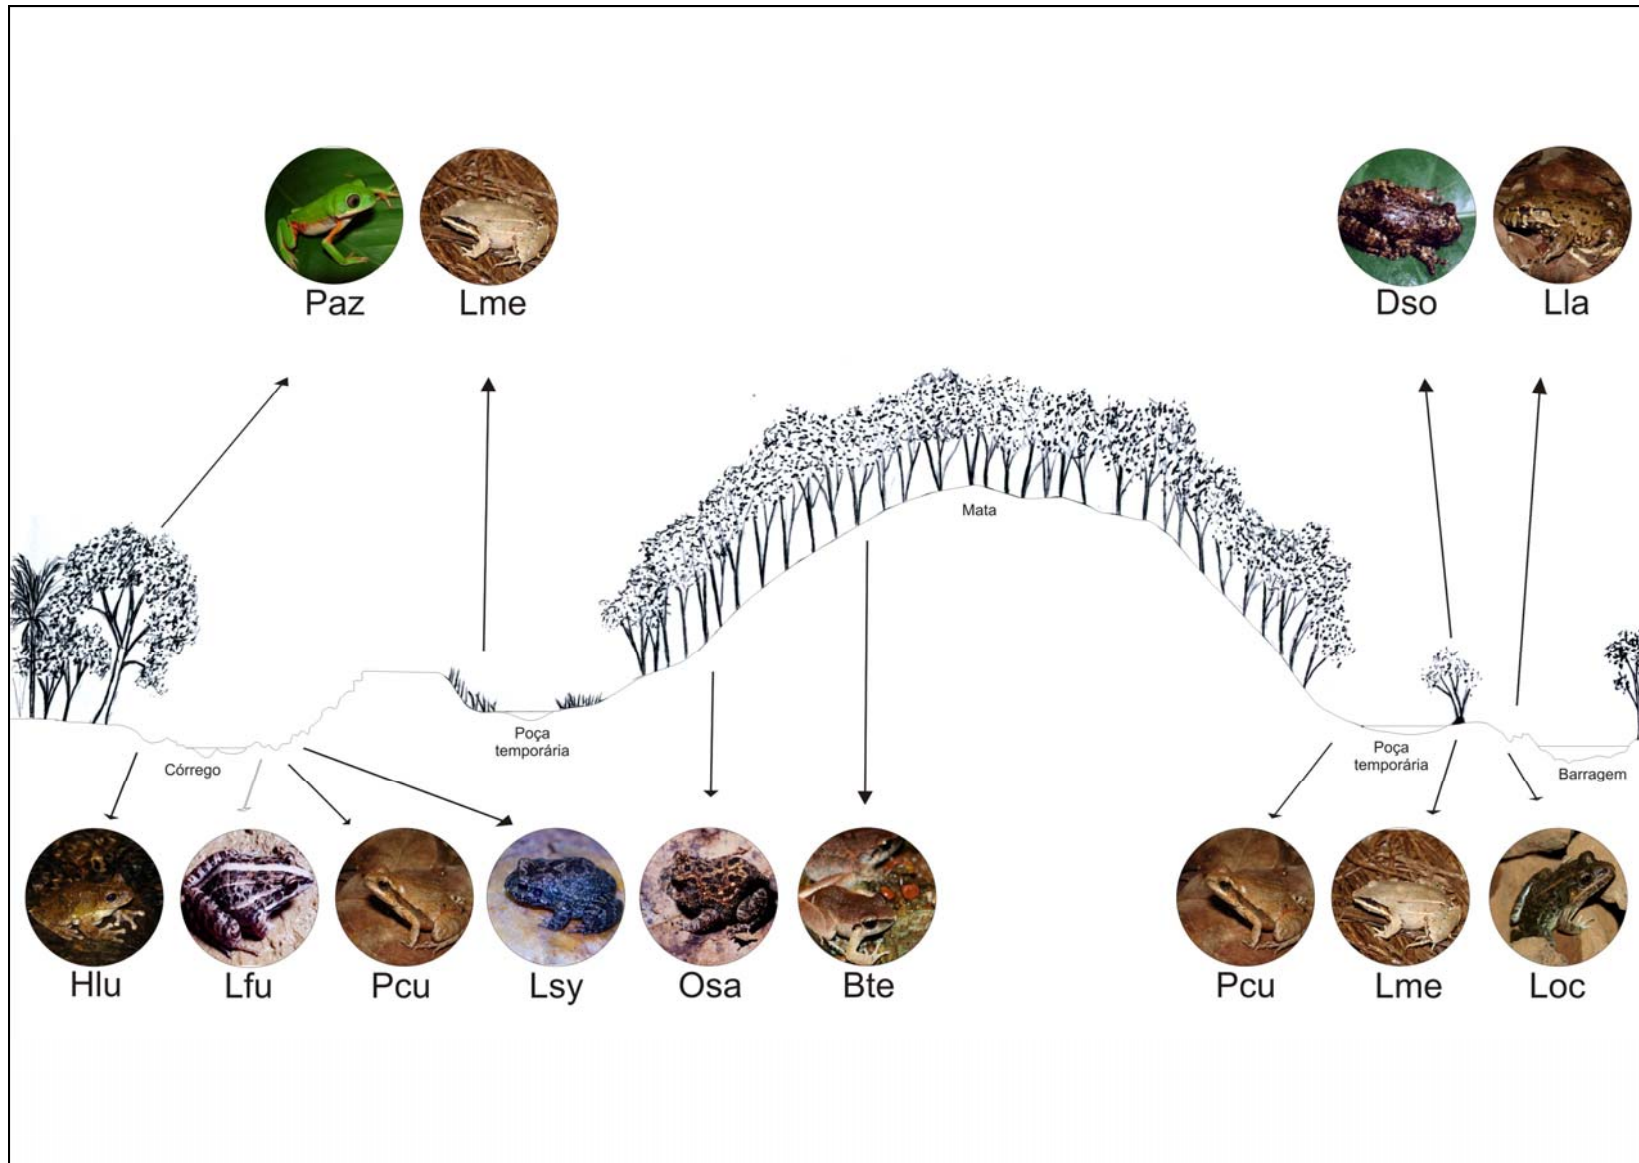 Paz
Lme
Dso
Lla
Mata
Poça
temporária
Córrego
Poça
temporária
Barragem
Hlu
Lfu
Pcu
Lsy
Osa
Bte
Pcu
Lme
Loc